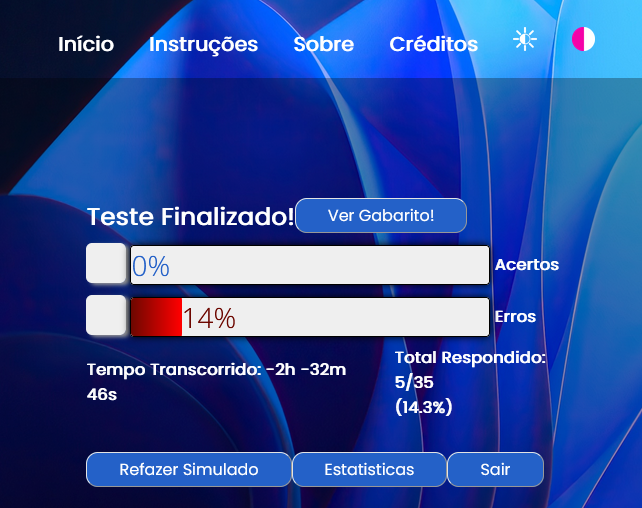 Início Instruções Sobre Créditos
Teste Finalizado! Ver Gabarito!
0% Acertos
14% Erros
Tempo Transcorrido: -2h -32m
46s
Total Respondido:
5/35
(14.3%)
Refazer Simulado Estatisticas Sair